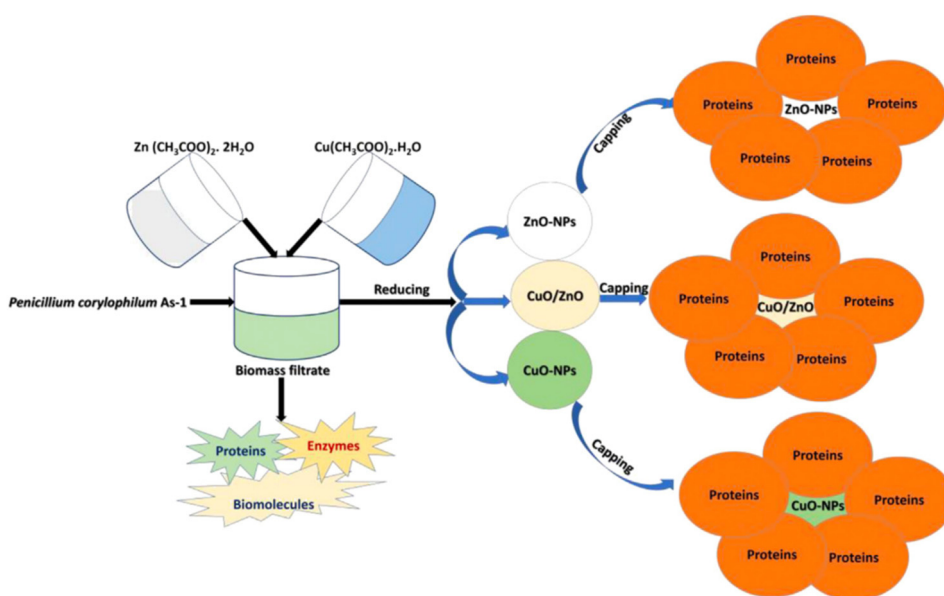 Zn (CH₃COO)₂. 2H₂O
Cu(CH₃COO)₂.H₂O
Penicillium corylophilum As-1
Biomass filtrate
Proteins
Enzymes
Biomolecules
Reducing
ZnO-NPs
CuO/ZnO
CuO-NPs
Capping
Capping
Capping
Proteins
Proteins
Proteins
ZnO-NPs
Proteins
Proteins
Proteins
Proteins
Proteins
CuO/ZnO
Proteins
Proteins
Proteins
Proteins
Proteins
CuO-NPs
Proteins
Proteins